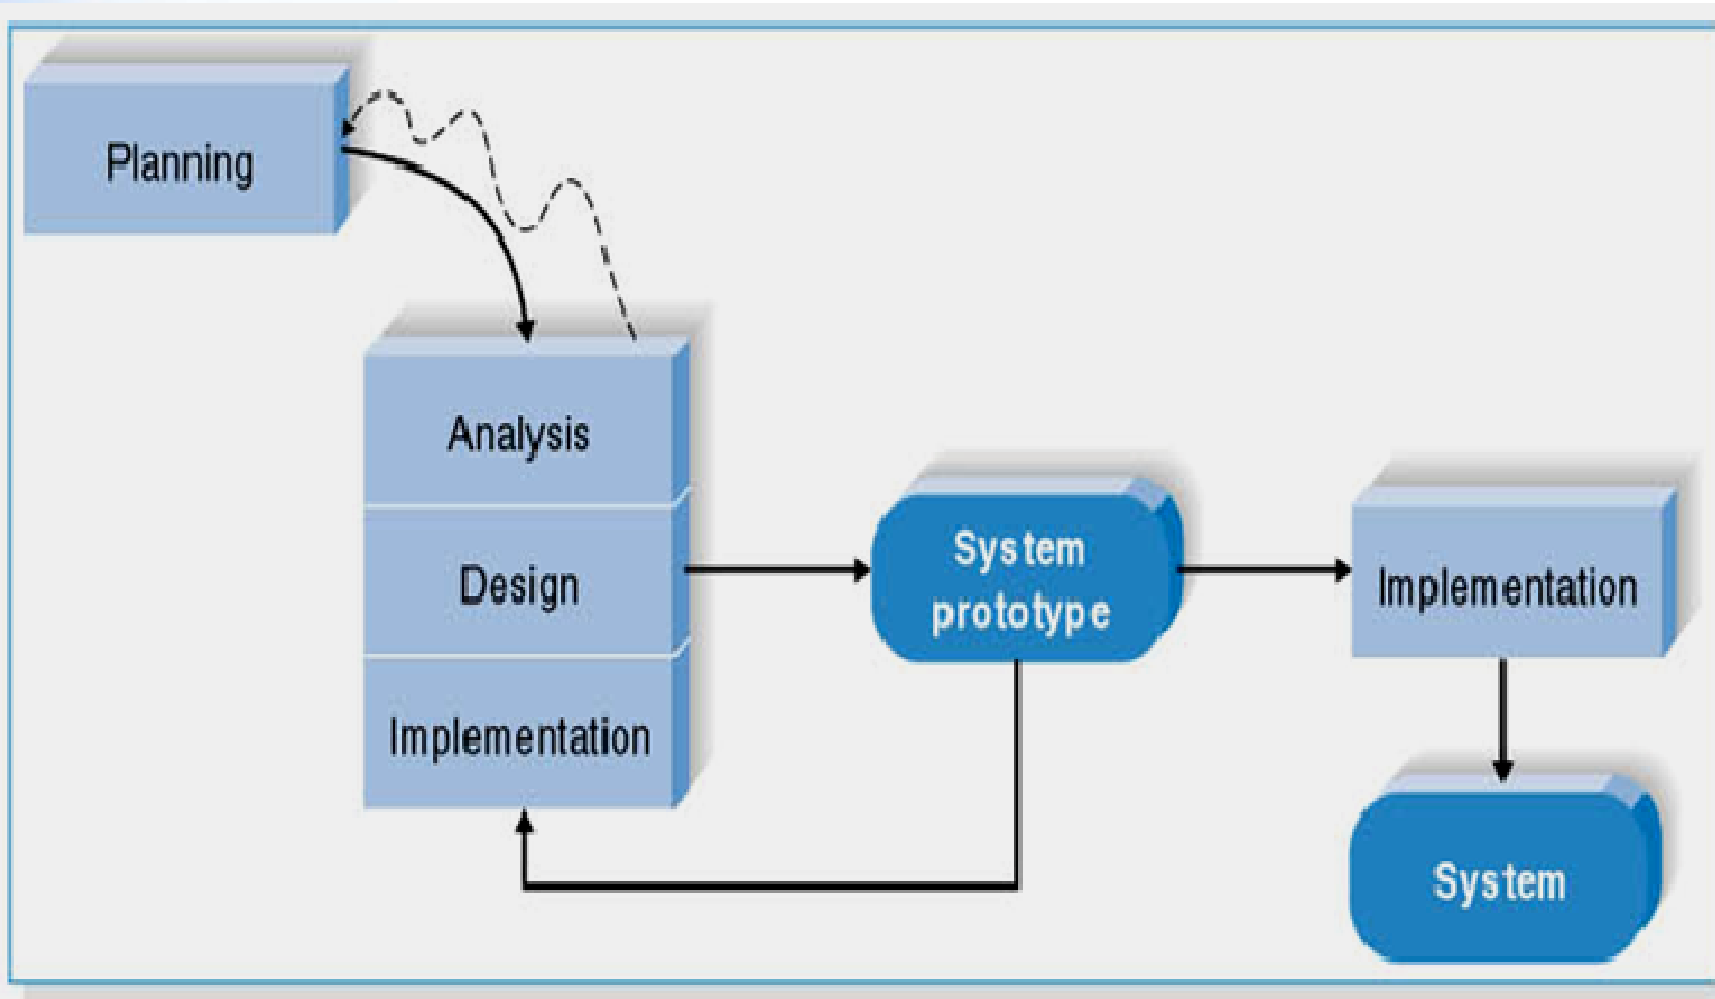 Planning
Analysis
Design
Implementation
System
prototype
Implementation
System